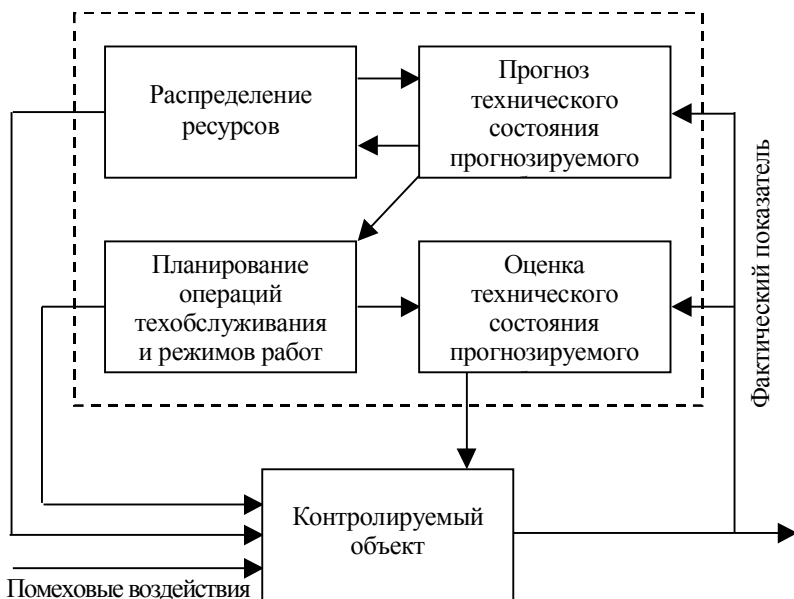 Распределение
ресурсов
Прогноз
технического
состояния
прогнозируемого
Планирование
операций
техобслуживания
и режимов работ
Оценка
технического
состояния
прогнозируемого
Фактический показатель
Контролируемый
объект
Помеховые воздействия